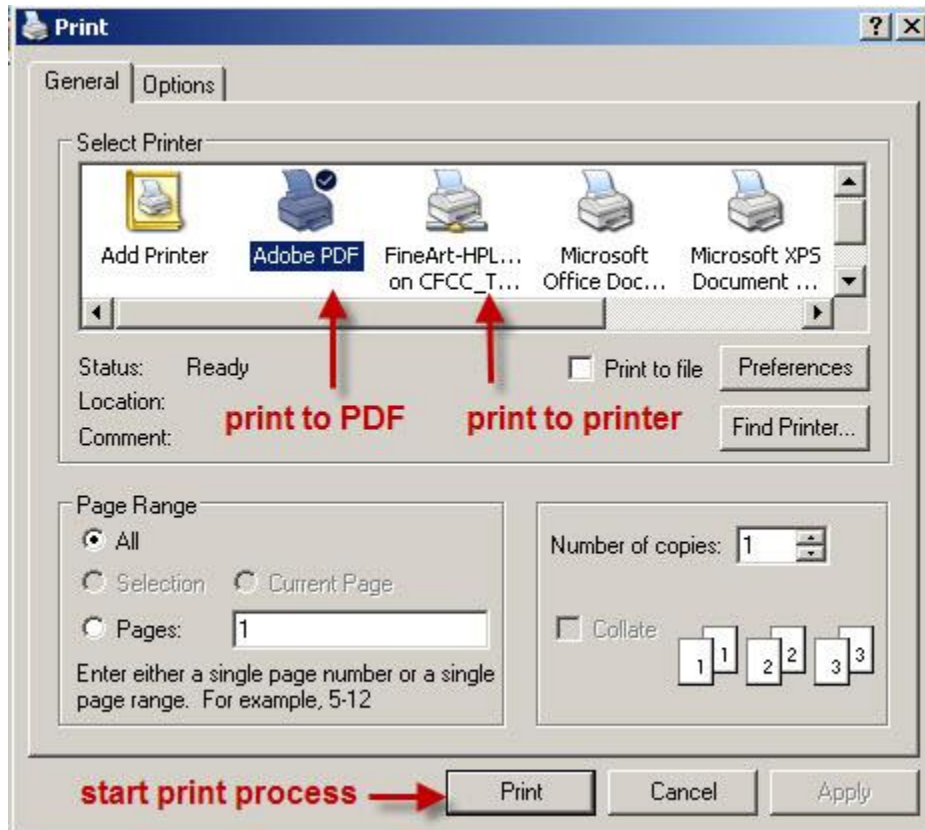 Print
General Options
Select Printer
Add Printer Adobe PDF FineArt-HPL... Microsoft Microsoft XPS
on CFCC_T... Office Doc... Document ...
Status: Ready Print to file Preferences
Location:
print to PDF print to printer
Comment: Find Printer...
Page Range
All Number of copies: 1
Selection Current Page
Pages: 1 Collate
1 1 2 2 3 3
Enter either a single page number or a single
page range. For example, 5-12
start print process Print Cancel Apply